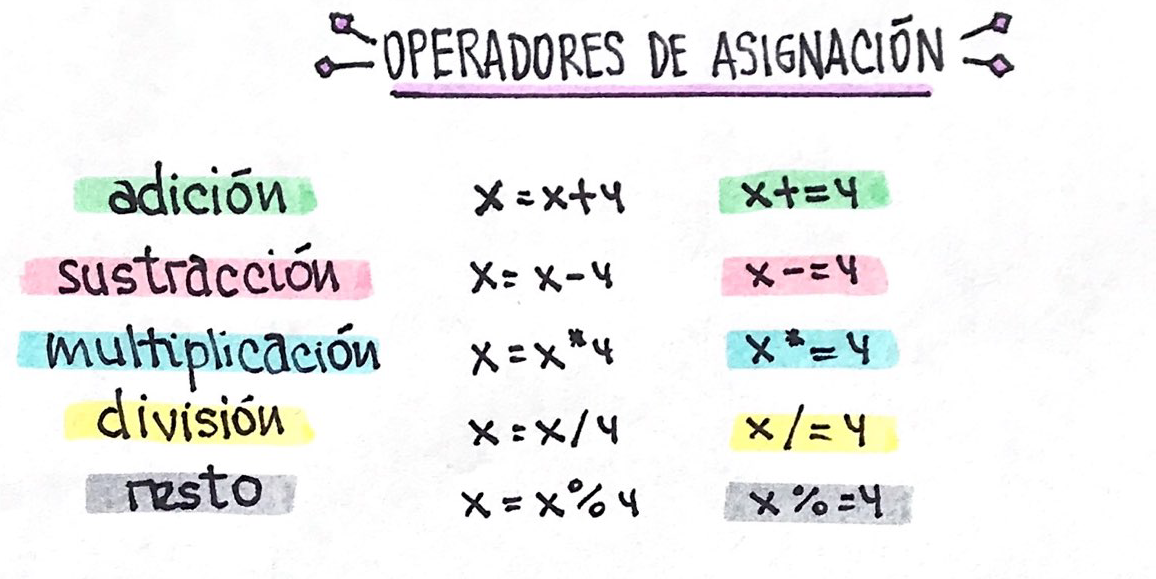 OPERADORES DE ASIGNACIÓN
adición x=x+4 x+=4
sustracción x=x-4 x-=4
multiplicación x=x*4 x*=4
división x=x/4 x/=4
resto x=x%4 x%=4